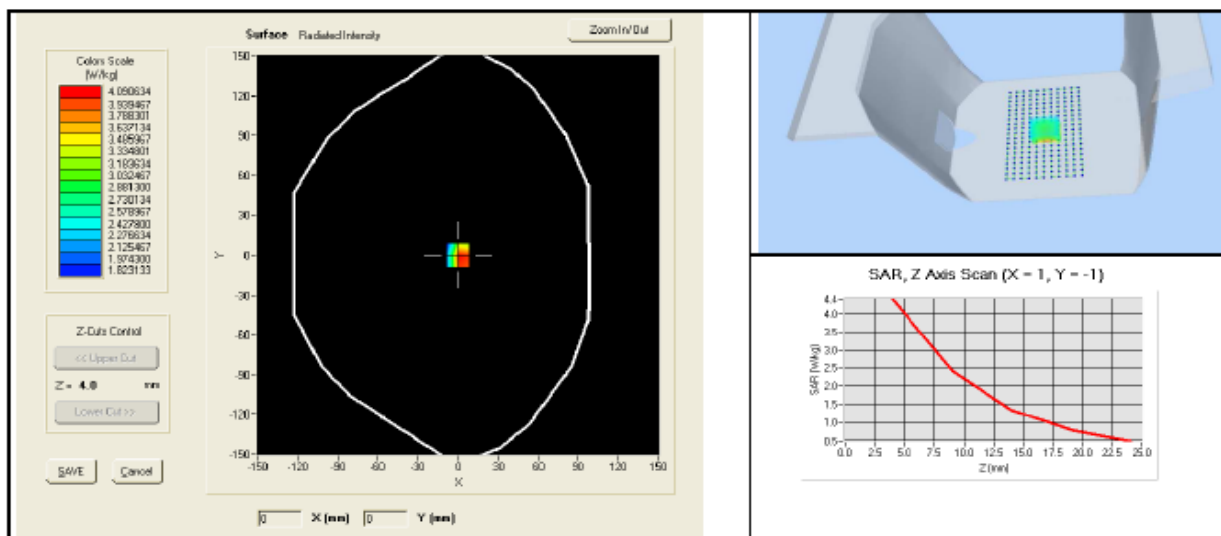 Surface Radiated Intensity
Zoom In/Out
Colors Scale
[W/kg]
4.090634
3.939467
3.788301
3.637134
3.485967
3.334801
3.183634
3.032467
2.881300
2.730134
2.578967
2.427800
2.276634
2.125467
1.974300
1.823133
Z-Cuts Control
<< Upper Cut
Z = 4.0 mm
Lower Cut >>
SAVE Cancel
150
120
90
60
30
0
-30
-60
-90
-120
-150
Y
-150 -120 -90 -60 -30 0 30 60 90 120 150
X
0 X (mm) 0 Y (mm)
SAR, Z Axis Scan (X = 1, Y = -1)
4.4
4.0
3.5
3.0
2.5
2.0
1.5
1.0
0.5
SAR [W/kg]
0.0 2.5 5.0 7.5 10.0 12.5 15.0 17.5 20.0 22.5 25.0
Z [mm]